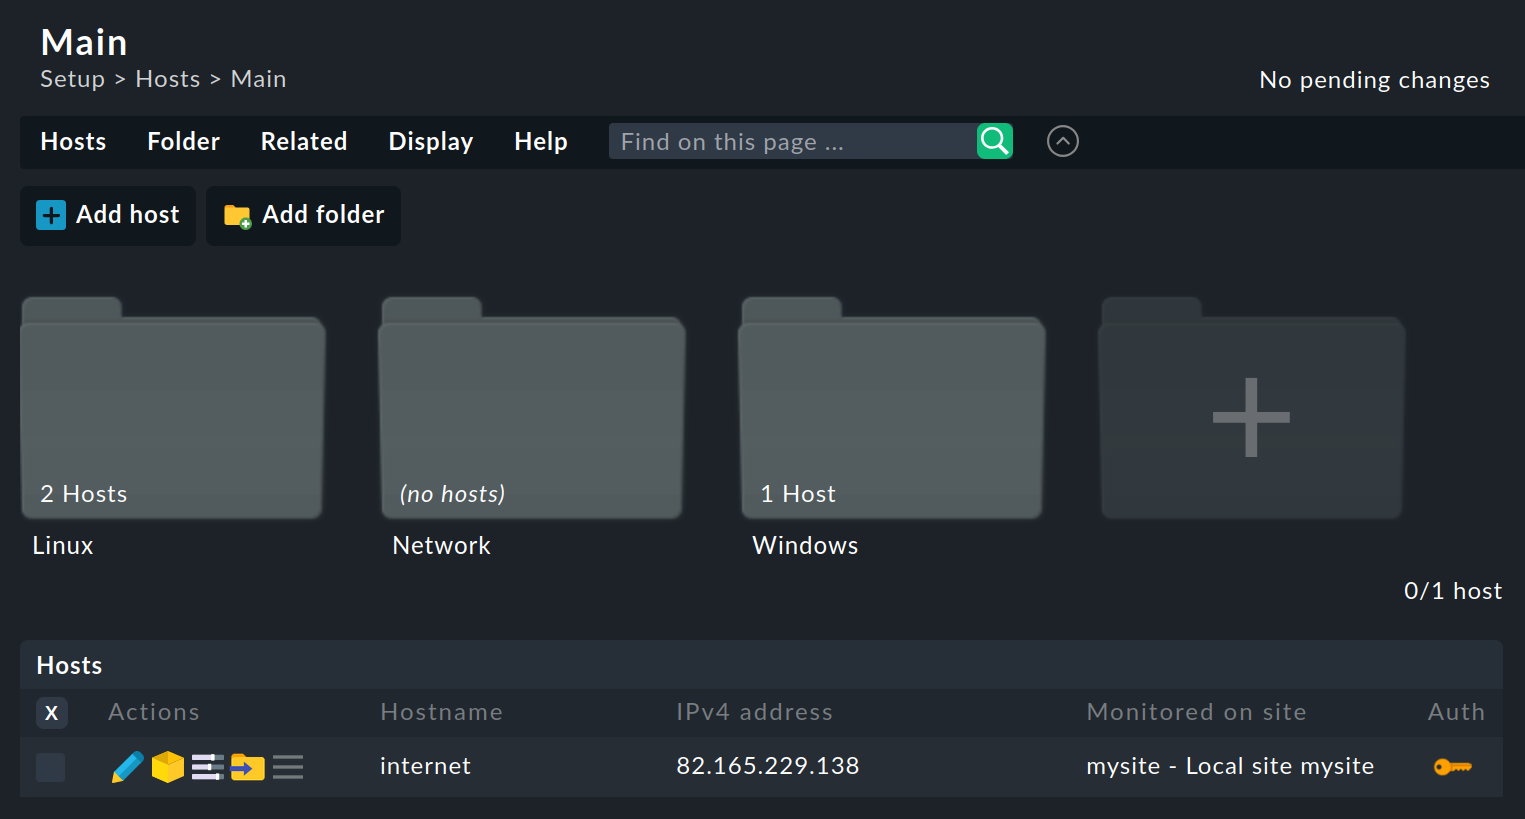 Main
Setup > Hosts > Main
No pending changes
Hosts Folder Related Display Help Find on this page ...
Add host Add folder
2 Hosts (no hosts) 1 Host
Linux Network Windows
0/1 host
Hosts
X Actions Hostname IPv4 address Monitored on site Auth
internet 82.165.229.138 mysite - Local site mysite